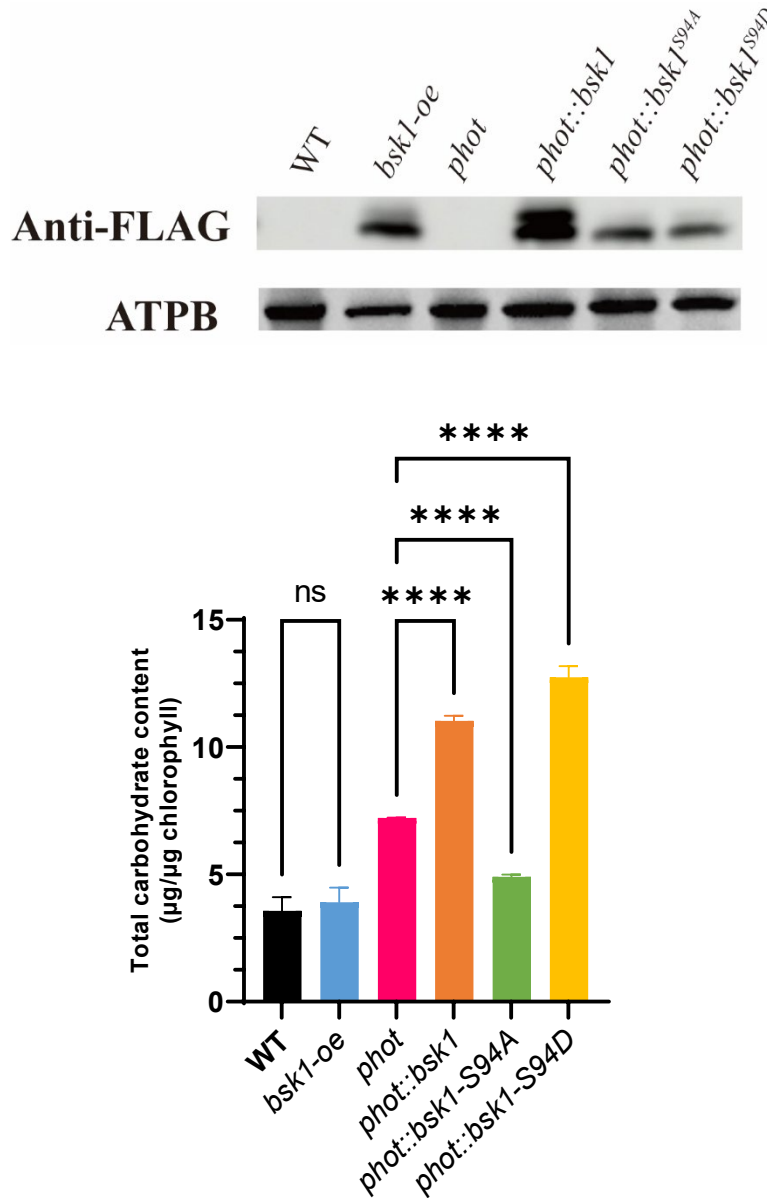 WT
bsk1-oe
phot
phot::bsk1
phot::bsk1S94A
phot::bsk1S94D
Anti-FLAG
ATPB
****
****
ns
****
15
10
5
0
Total carbohydrate content
(µg/µg chlorophyll)
WT
bsk1-oe
phot
phot::bsk1
phot::bsk1-S94A
phot::bsk1-S94D